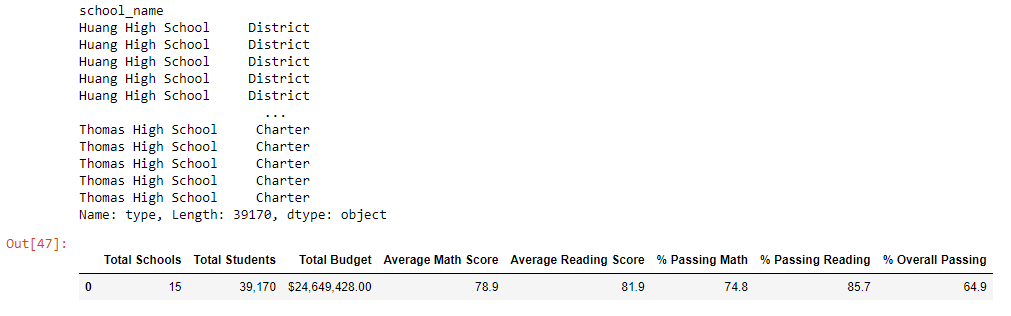 school_name
Huang High School     District
Huang High School     District
Huang High School     District
Huang High School     District
Huang High School     District
...
Thomas High School     Charter
Thomas High School     Charter
Thomas High School     Charter
Thomas High School     Charter
Thomas High School     Charter
Name: type, Length: 39170, dtype: object
Out[47]:
Total Schools Total Students Total Budget Average Math Score Average Reading Score % Passing Math % Passing Reading % Overall Passing
0 15 39,170 $24,649,428.00 78.9 81.9 74.8 85.7 64.9